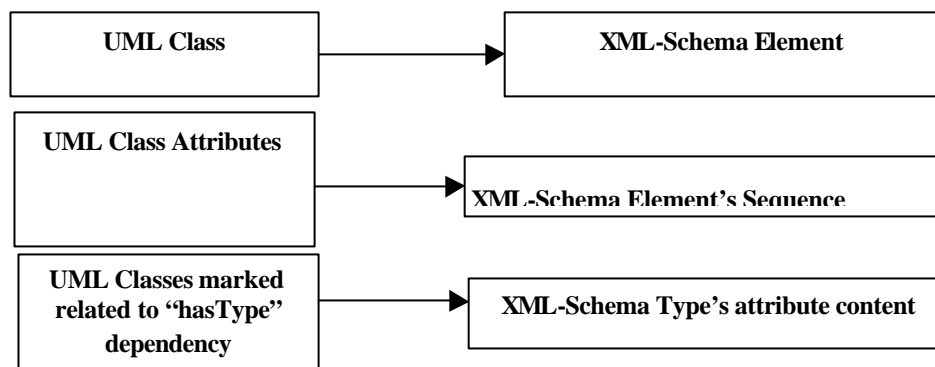 UML Class
XML-Schema Element
UML Class Attributes
XML-Schema Element's Sequence
UML Classes marked
related to “hasType”
dependency
XML-Schema Type's attribute content